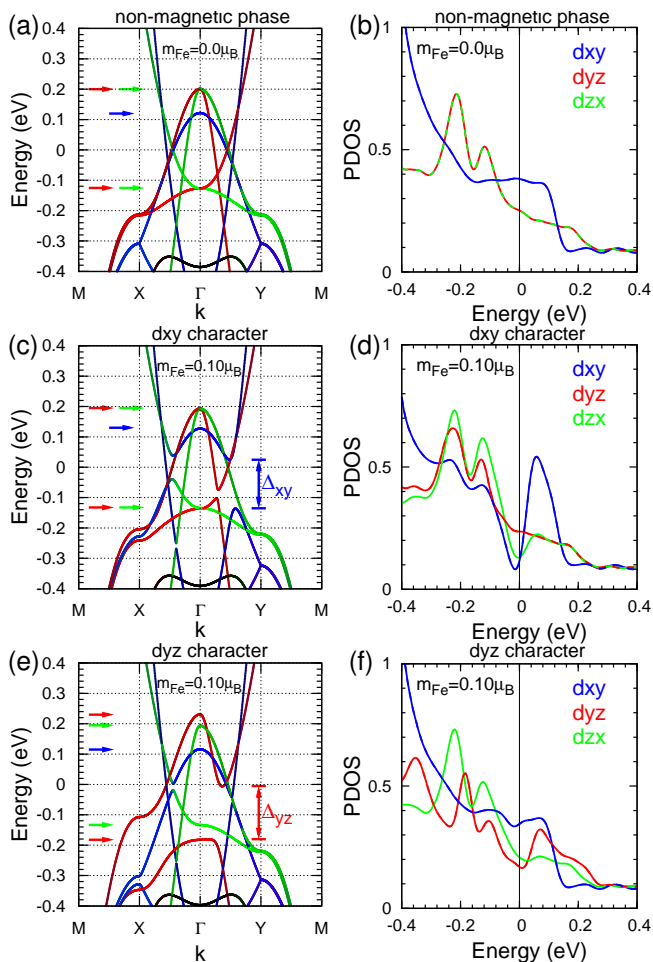 (a) non-magnetic phase
m_Fe=0.0μ_B
Energy (eV)
0.4
0.3
0.2
0.1
0
-0.1
-0.2
-0.3
-0.4
M X Γ Y M
k
(b) non-magnetic phase
m_Fe=0.0μ_B
dxy
dyz
dzx
PDOS
1
0.5
0
-0.4 -0.2 0 0.2 0.4
Energy (eV)
(c) dxy character
m_Fe=0.10μ_B
Δ_xy
Energy (eV)
0.4
0.3
0.2
0.1
0
-0.1
-0.2
-0.3
-0.4
M X Γ Y M
k
(d) dxy character
m_Fe=0.10μ_B
dxy
dyz
dzx
PDOS
1
0.5
0
-0.4 -0.2 0 0.2 0.4
Energy (eV)
(e) dyz character
m_Fe=0.10μ_B
Δ_yz
Energy (eV)
0.4
0.3
0.2
0.1
0
-0.1
-0.2
-0.3
-0.4
M X Γ Y M
k
(f) dyz character
m_Fe=0.10μ_B
dxy
dyz
dzx
PDOS
1
0.5
0
-0.4 -0.2 0 0.2 0.4
Energy (eV)